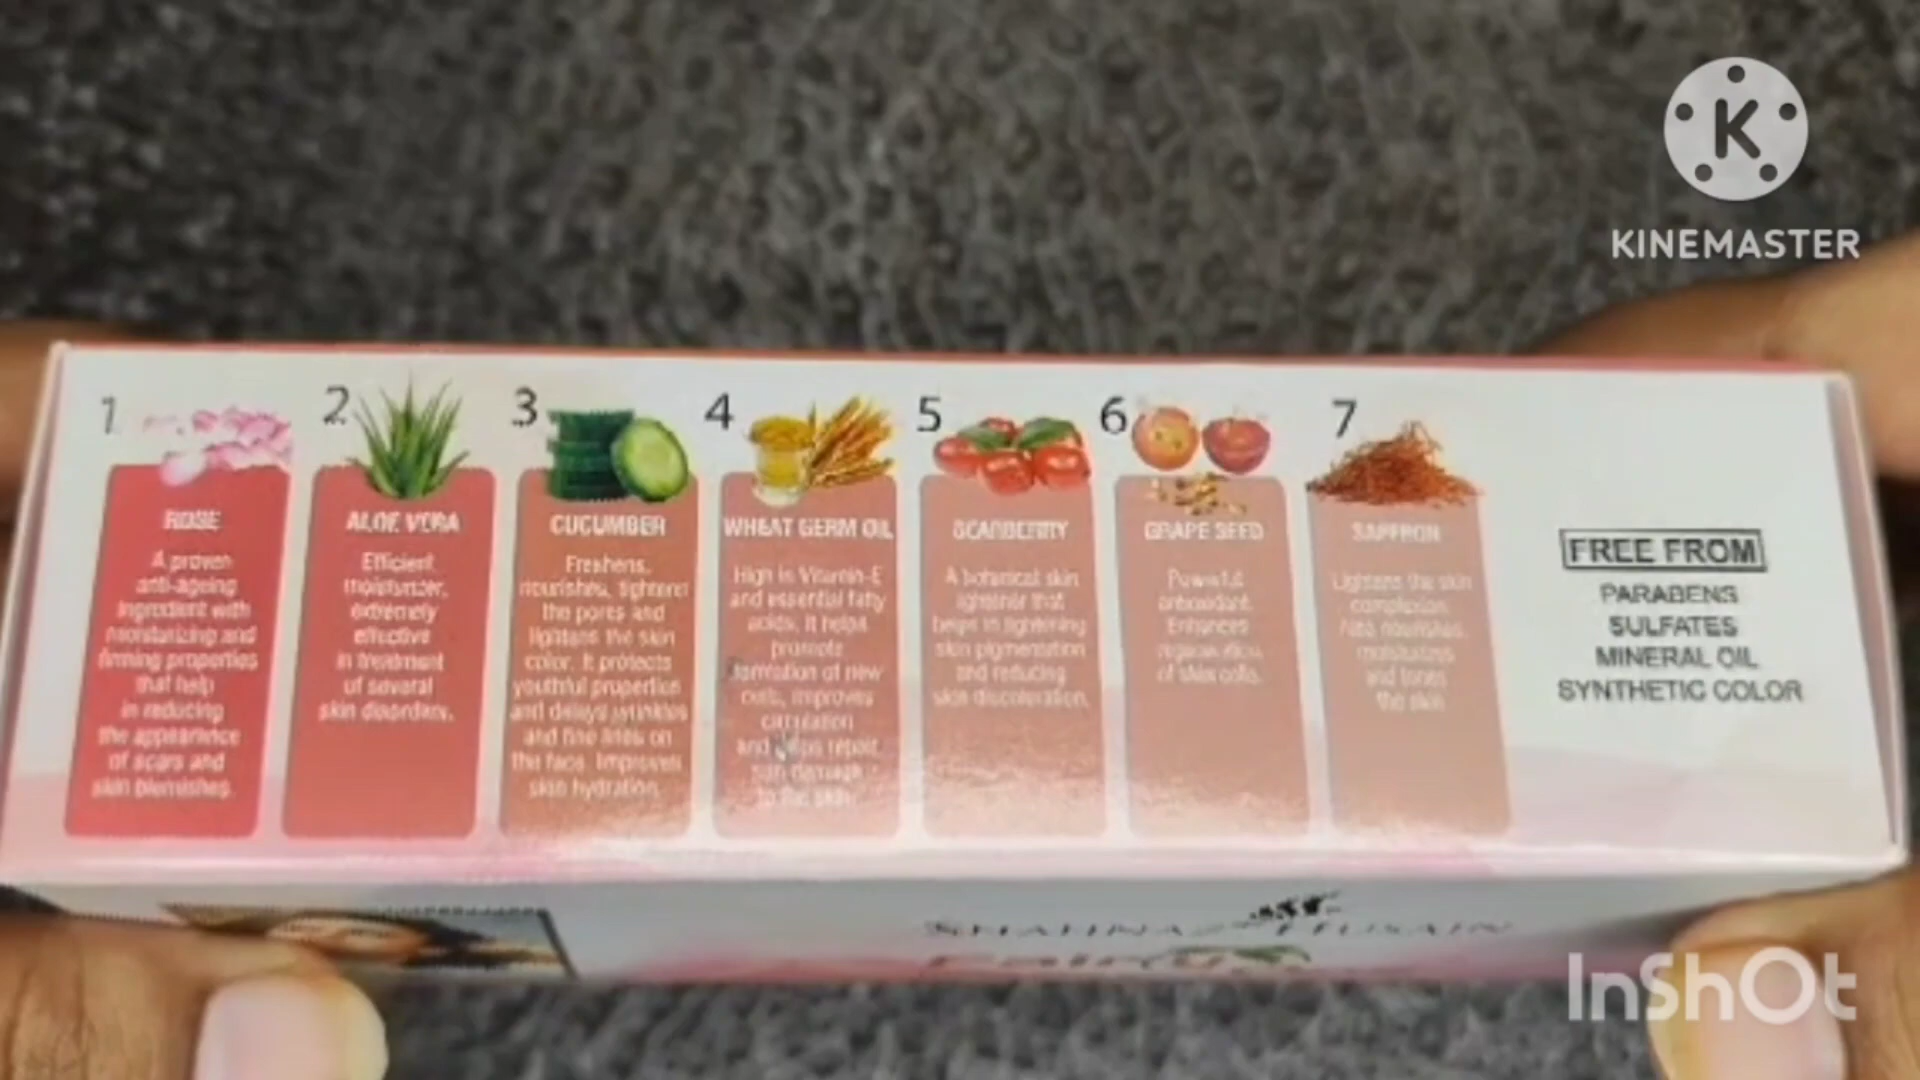 KINEMASTER
1
ROSE
A proven
anti-ageing
ingredient with
moisturizing and
firming properties
that help
in reducing
the appearance
of scars and
skin blemishes.
2
ALOE VERA
Efficient
moisturizer,
extremely
effective
in treatment
of several
skin disorders.
3
CUCUMBER
Freshens,
nourishes, tightens
the pores and
lightens the skin
color. It protects
youthful properties
and delays wrinkles
and fine lines on
the face. Improves
skin hydration.
4
WHEAT GERM OIL
High in Vitamin-E
and essential fatty
acids. It helps
promote
formation of new
cells, improves
circulation
and helps repair
sun damage
to the skin.
5
BEARBERRY
A botanical skin
lightener that
helps in lightening
skin pigmentation
and reducing
skin discoloration.
6
GRAPE SEED
Powerful
antioxidant.
Enhances
of skin cells.
7
SAFFRON
Lightens the skin
complexion.
Also nourishes,
moisturizes
and tones
the skin
FREE FROM
PARABENS
SULFATES
MINERAL OIL
SYNTHETIC COLOR
SHAHNAZ HUSAIN
InShOt